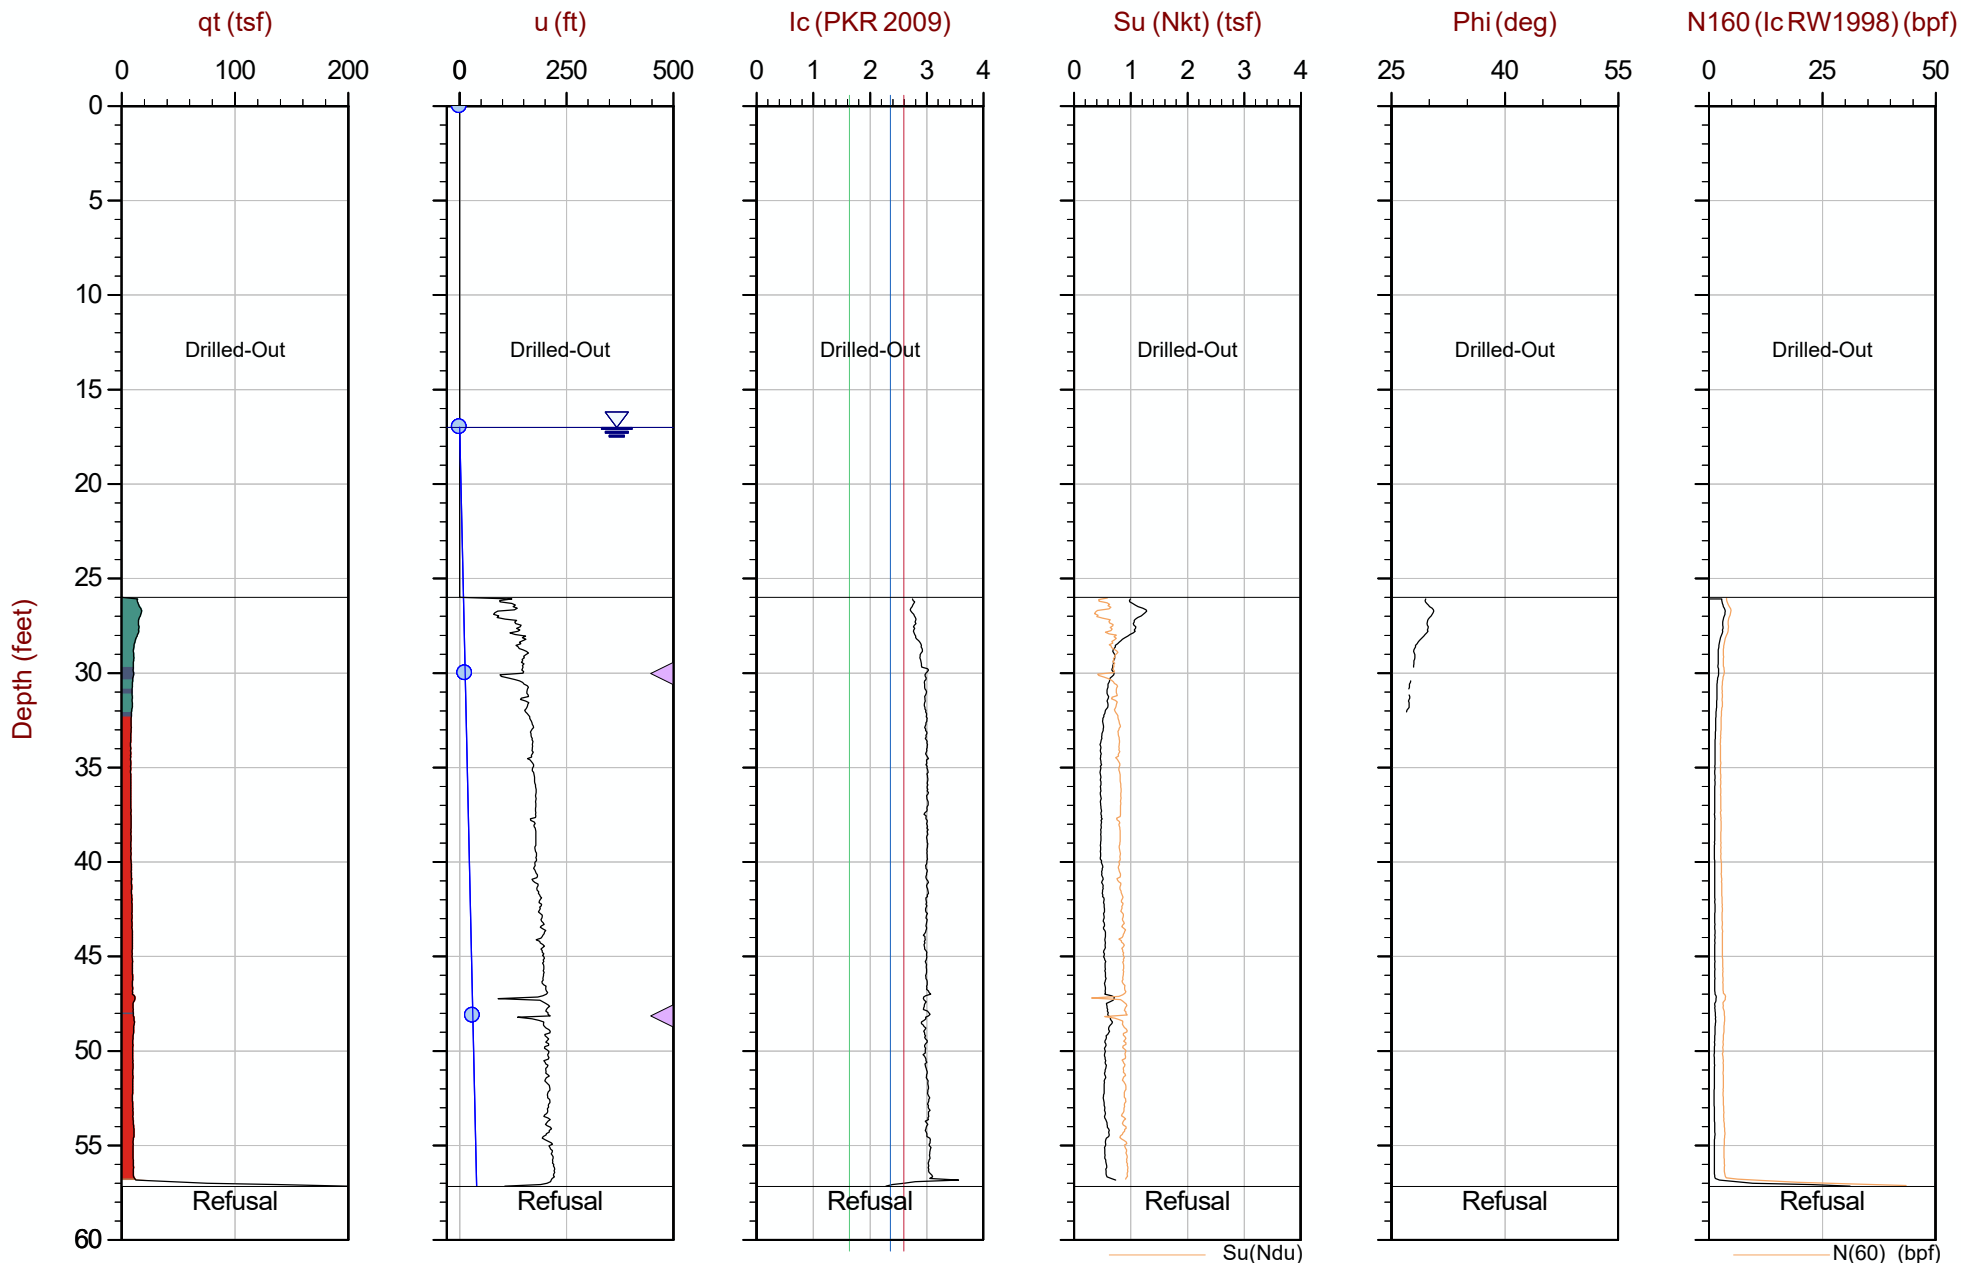 qt (tsf) u (ft) Ic (PKR 2009) Su (Nkt) (tsf) Phi (deg) N160 (Ic RW1998) (bpf)
0 100 200 0 250 500 0 1 2 3 4 0 1 2 3 4 25 40 55 0 25 50
0
5
10
Drilled-Out Drilled-Out Drilled-Out Drilled-Out Drilled-Out Drilled-Out
15
20
25
30
Depth (feet)
35
40
45
50
55
Refusal Refusal Refusal Refusal Refusal Refusal
60
Su(Ndu) N(60) (bpf)